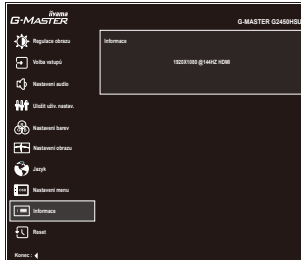 iiyama
G-MASTER
G-MASTER G2450HSU
Regulace obrazu
Informace
1920X1080 @144HZ HDMI
Volba vstupů
Nastavení audio
Uložit uživ. nastav.
Nastavení barev
Nastavení obrazu
Jazyk
OSD
Nastavení menu
Informace
Reset
Konec :